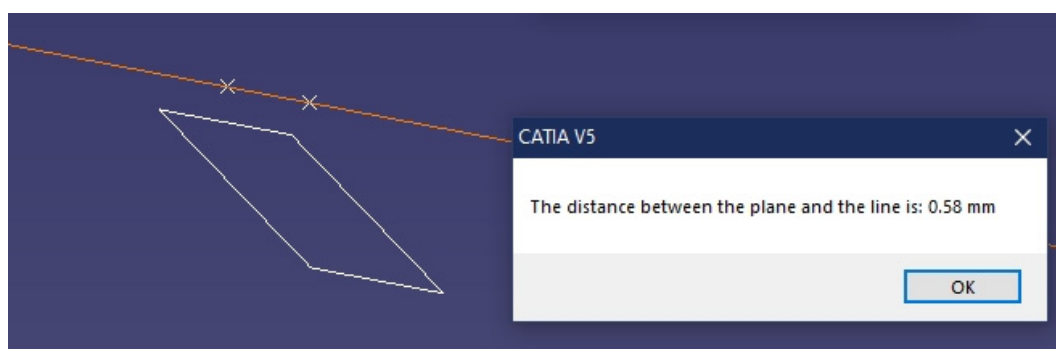 CATIA V5
The distance between the plane and the line is: 0.58 mm
OK